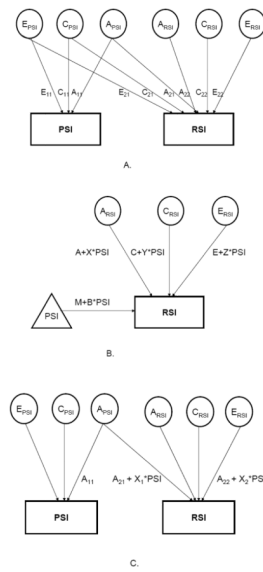 E_PSI C_PSI A_PSI A_RSI C_RSI E_RSI
E11 C11 A11 E21 C21 A21 A22 C22 E22
PSI RSI
A.
A_RSI C_RSI E_RSI
A+X*PSI C+Y*PSI E+Z*PSI
M+B*PSI
PSI RSI
B.
E_PSI C_PSI A_PSI A_RSI C_RSI E_RSI
A11 A21 + X1*PSI A22 + X2*PS
PSI RSI
C.